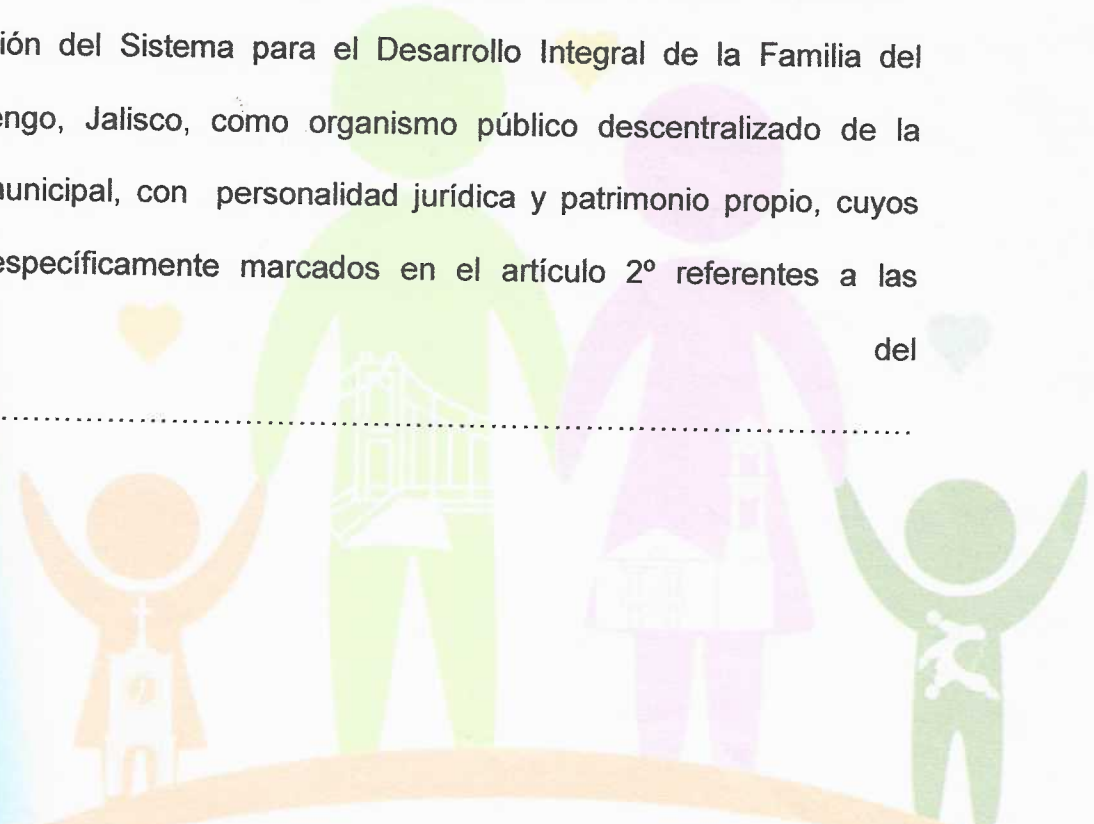 ión del Sistema para el Desarrollo Integral de la Familia del
engo, Jalisco, como organismo público descentralizado de la
nunicipal, con personalidad jurídica y patrimonio propio, cuyos
específicamente marcados en el artículo 2º referentes a las
del
........................................................................................